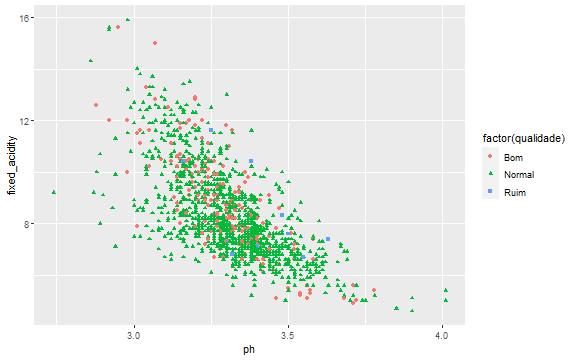 16
12
8
fixed_acidity
3.0
3.5
4.0
ph
factor(qualidade)
Bom
Normal
Ruim